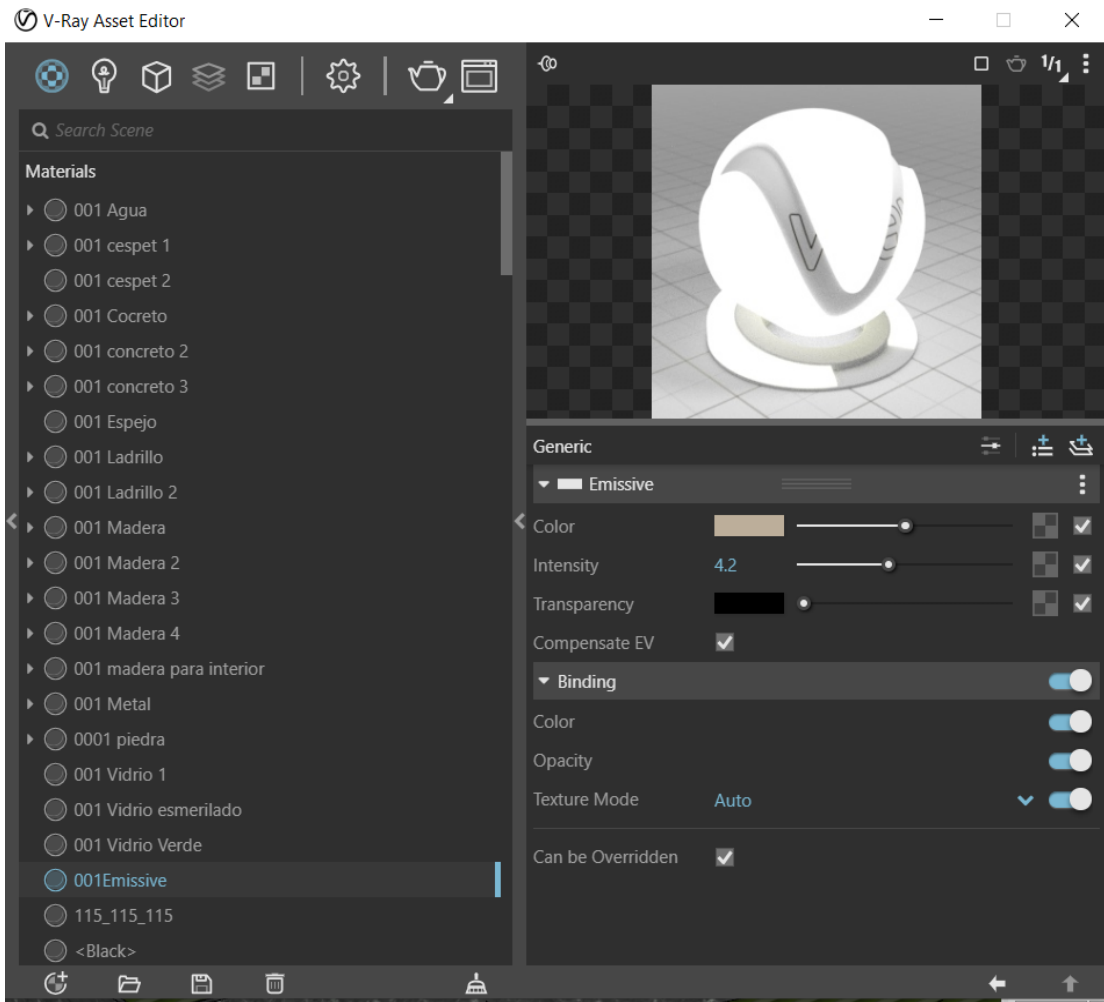 V-Ray Asset Editor
1/1
Search Scene
Materials
001 Agua
001 cespet 1
001 cespet 2
001 Cocreto
001 concreto 2
001 concreto 3
001 Espejo
001 Ladrillo
001 Ladrillo 2
001 Madera
001 Madera 2
001 Madera 3
001 Madera 4
001 madera para interior
001 Metal
0001 piedra
001 Vidrio 1
001 Vidrio esmerilado
001 Vidrio Verde
001Emissive
115_115_115
<Black>
Generic
Emissive
Color
Intensity 4.2
Transparency
Compensate EV
Binding
Color
Opacity
Texture Mode Auto
Can be Overridden